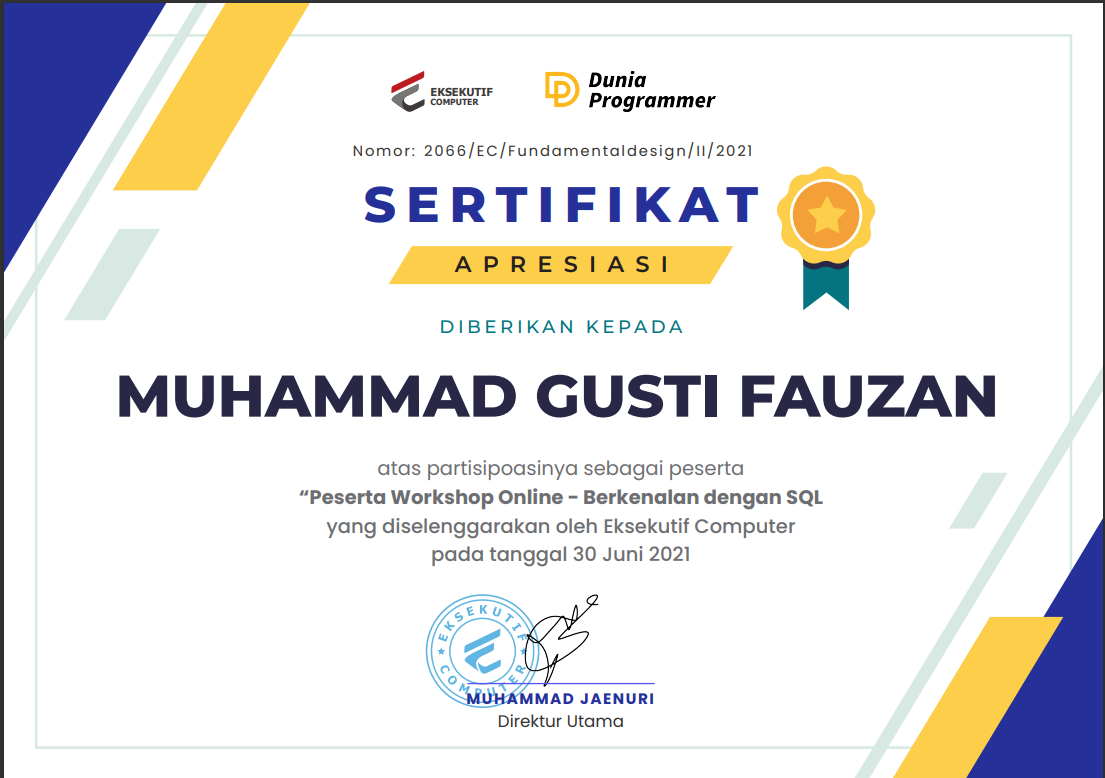 EKSEKUTIF
COMPUTER
Dunia
Programmer
Nomor: 2066/EC/Fundamentaldesign/II/2021
SERTIFIKAT
APRESIASI
DIBERIKAN KEPADA
MUHAMMAD GUSTI FAUZAN
atas partisipoasinya sebagai peserta
“Peserta Workshop Online - Berkenalan dengan SQL
yang diselenggarakan oleh Eksekutif Computer
pada tanggal 30 Juni 2021
EKSEKUTIF
COMPUTER
MUHAMMAD JAENURI
Direktur Utama